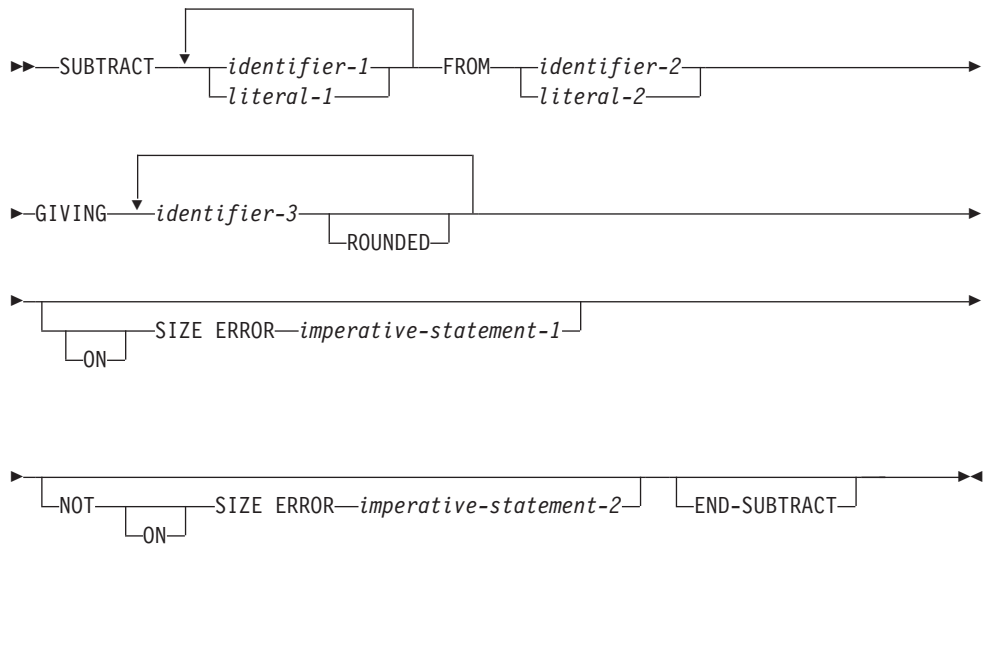 SUBTRACT identifier-1 FROM identifier-2
literal-1 literal-2
GIVING identifier-3
ROUNDED
SIZE ERROR imperative-statement-1
ON
NOT SIZE ERROR imperative-statement-2 END-SUBTRACT
ON